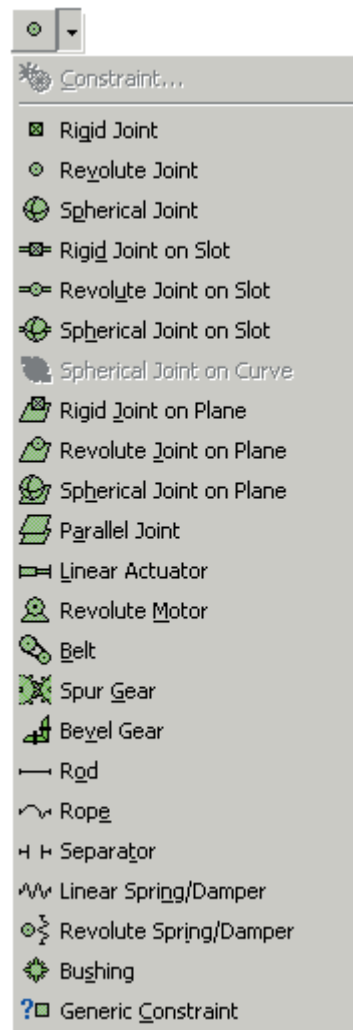 Constraint...
Rigid Joint
Revolute Joint
Spherical Joint
Rigid Joint on Slot
Revolute Joint on Slot
Spherical Joint on Slot
Spherical Joint on Curve
Rigid Joint on Plane
Revolute Joint on Plane
Spherical Joint on Plane
Parallel Joint
Linear Actuator
Revolute Motor
Belt
Spur Gear
Bevel Gear
Rod
Rope
Separator
Linear Spring/Damper
Revolute Spring/Damper
Bushing
? Generic Constraint